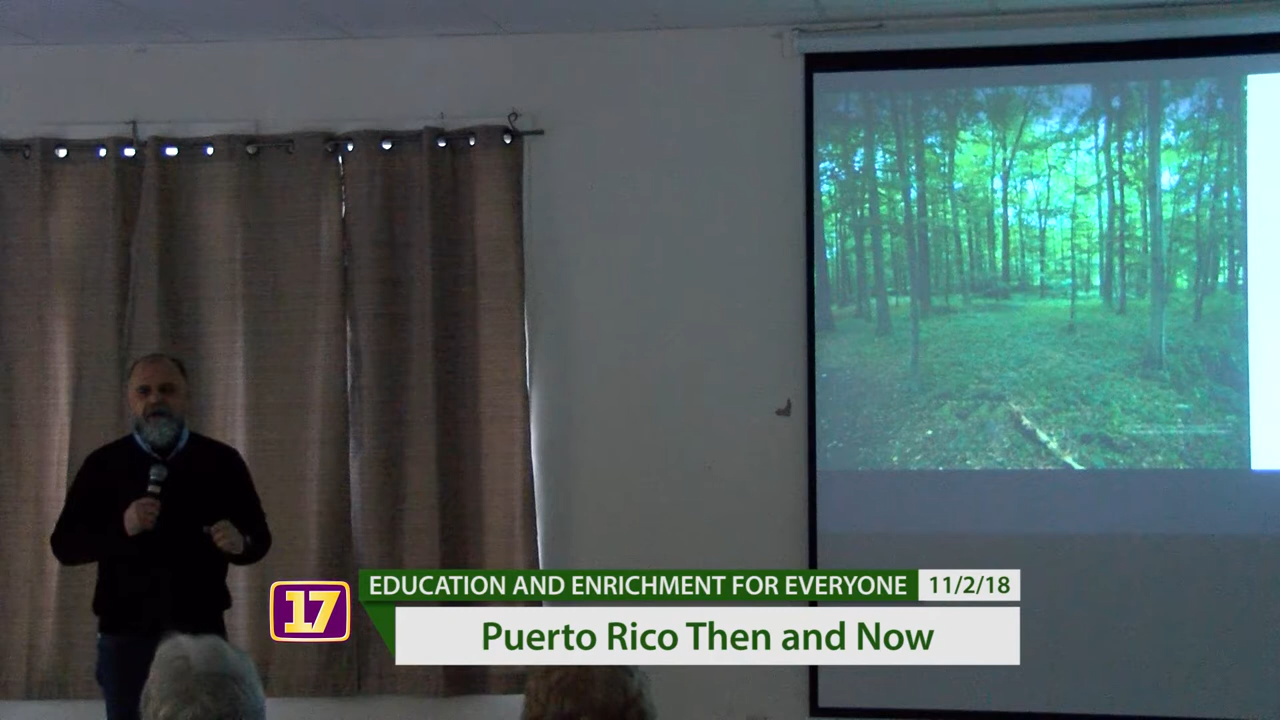 17
EDUCATION AND ENRICHMENT FOR EVERYONE 11/2/18
Puerto Rico Then and Now